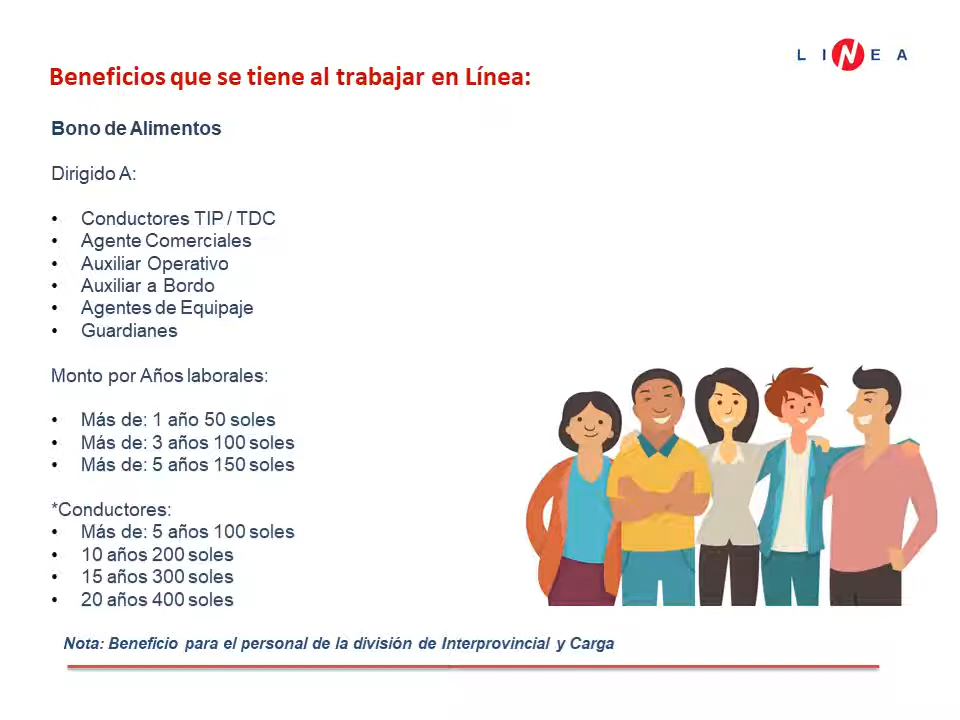 LINEA
Beneficios que se tiene al trabajar en Línea:
Bono de Alimentos
Dirigido A:
• Conductores TIP / TDC
• Agente Comerciales
• Auxiliar Operativo
• Auxiliar a Bordo
• Agentes de Equipaje
• Guardianes
Monto por Años laborales:
• Más de: 1 año 50 soles
• Más de: 3 años 100 soles
• Más de: 5 años 150 soles
*Conductores:
• Más de: 5 años 100 soles
• 10 años 200 soles
• 15 años 300 soles
• 20 años 400 soles
Nota: Beneficio para el personal de la división de Interprovincial y Carga